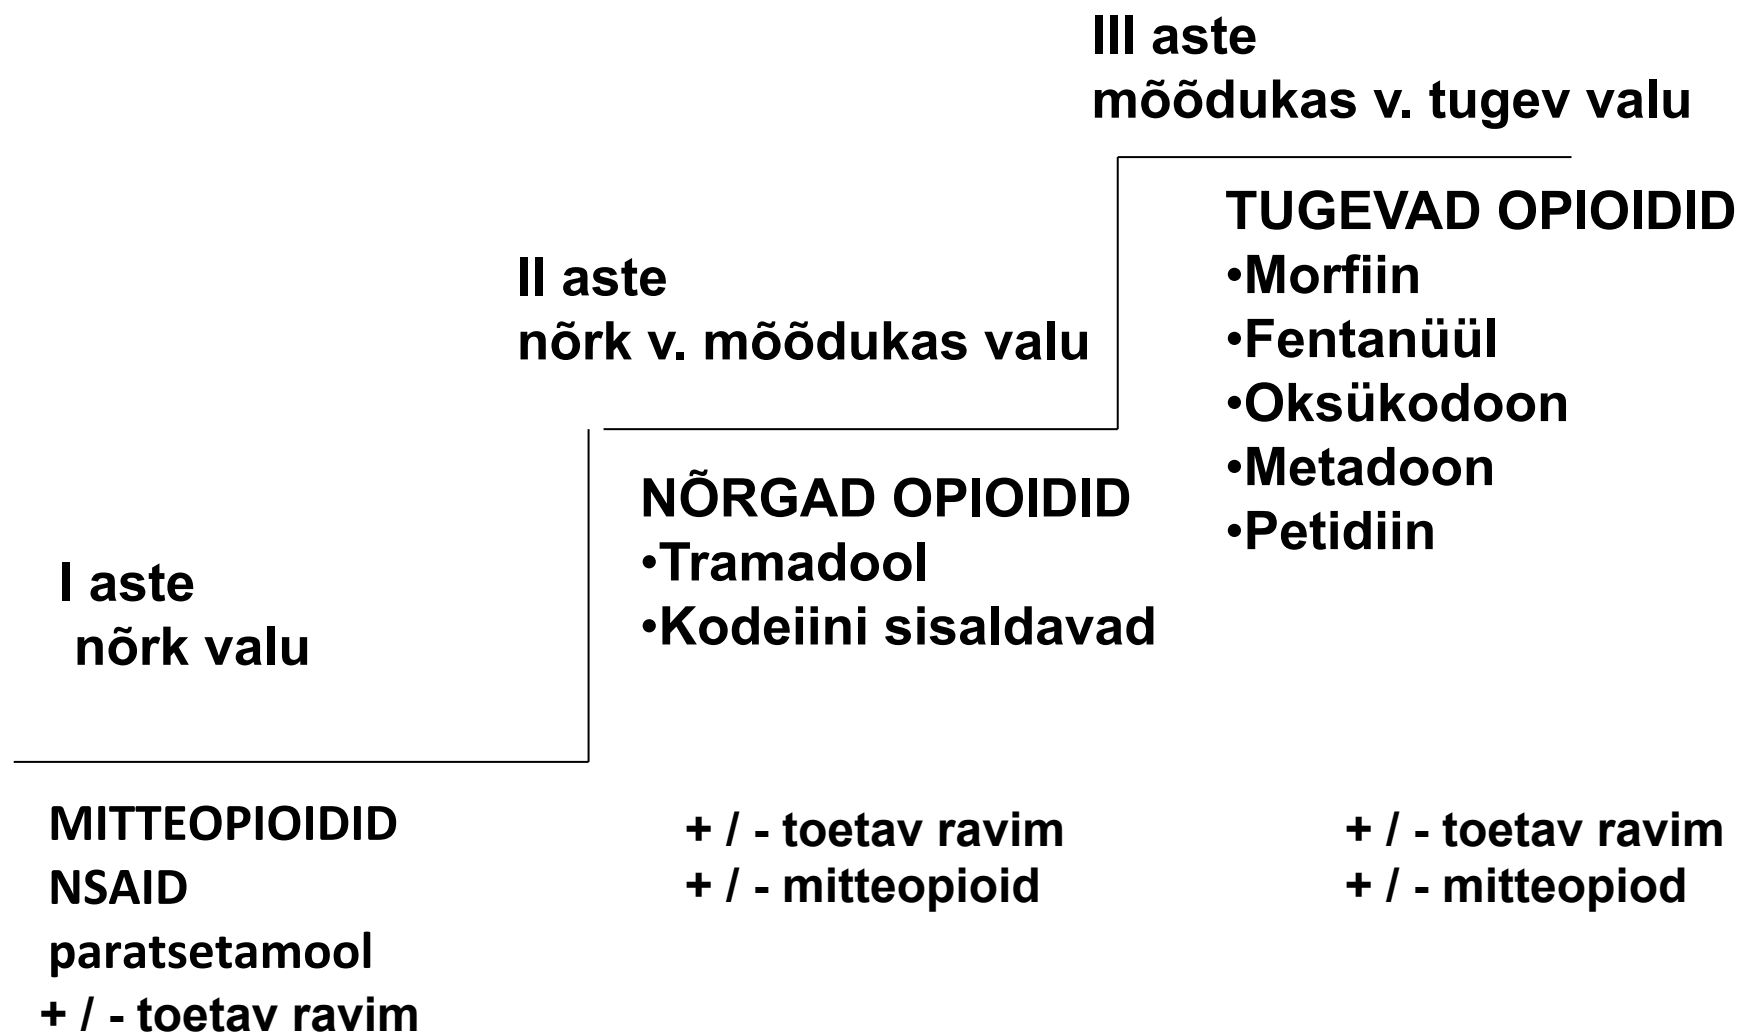 III aste
mõõdukas v. tugev valu
TUGEVAD OPIOIDID
•Morfiin
•Fentanüül
•Oksükodoon
•Metadoon
•Petidiin
II aste
nõrk v. mõõdukas valu
NÕRGAD OPIOIDID
•Tramadool
•Kodeiini sisaldavad
I aste
nõrk valu
MITTEOPIOIDID
NSAID
paratsetamool
+ / - toetav ravim
+ / - toetav ravim
+ / - mitteopioid
+ / - toetav ravim
+ / - mitteopiod